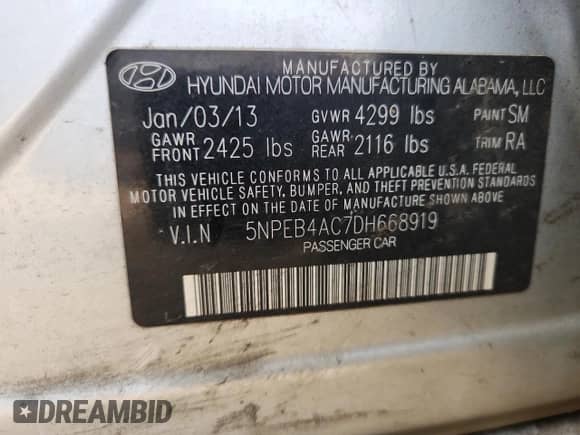 MANUFACTURED BY
HYUNDAI MOTOR MANUFACTURING ALABAMA, LLC
Jan/03/13 GVWR 4299 lbs PAINT SM
GAWR FRONT 2425 lbs GAWR REAR 2116 lbs TRIM RA
THIS VEHICLE CONFORMS TO ALL APPLICABLE U.S.A. FEDERAL
MOTOR VEHICLE SAFETY, BUMPER, AND THEFT PREVENTION
STANDARDS IN EFFECT ON THE DATE OF MANUFACTURE SHOWN ABOVE.
V.I.N 5NPEB4AC7DH668919
PASSENGER CAR
DREAMBID